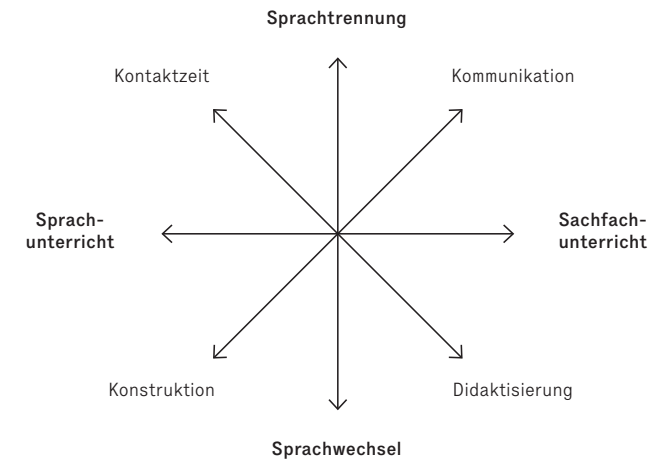 Sprachtrennung
Kontaktzeit
Kommunikation
Sprach-
unterricht
Sachfach-
unterricht
Konstruktion
Didaktisierung
Sprachwechsel